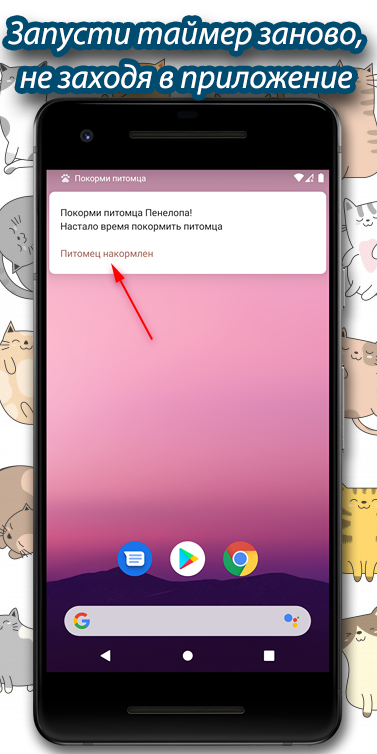 Запусти таймер заново,
не заходя в приложение
Покорми питомца
Покорми питомца Пенелопа!
Настало время покормить питомца
Питомец накормлен